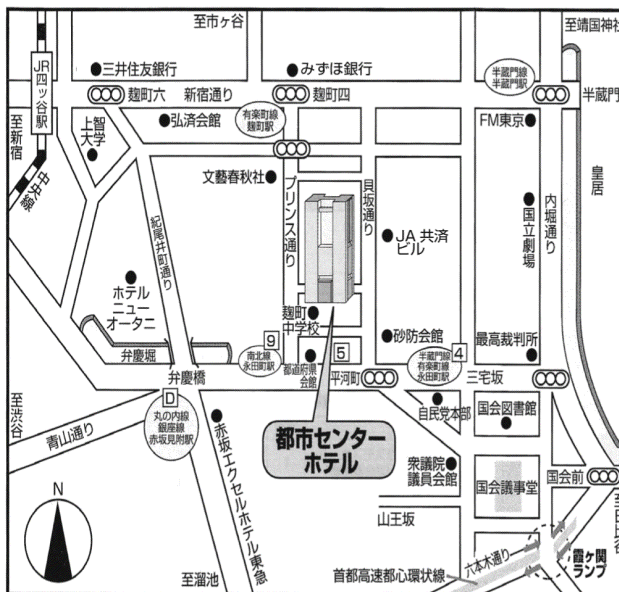 至市ヶ谷
至靖国神社
JR四ッ谷駅
三井住友銀行
みずほ銀行
半蔵門線
半蔵門駅
麹町六
新宿通り
麹町四
半蔵門
至新宿
上智
大学
弘済会館
有楽町線
麹町駅
FM東京
中央線
文藝春秋社
プリンス通り
貝坂通り
皇居
紀尾井町通り
JA共済
ビル
国立劇場
内堀通り
ホテル
ニュー
オータニ
麹町
中学校
砂防会館
最高裁判所
弁慶堀
9
南北線
永田町駅
都道府県
会館
5
半蔵門線
有楽町線
永田町駅
4
弁慶橋
平河町
三宅坂
至渋谷
D
丸の内線
銀座線
赤坂見附駅
青山通り
自民党本部
国会図書館
赤坂エクセルホテル東急
都市センター
ホテル
衆議院
議員会館
国会議事堂
国会前
至日比谷
N
山王坂
六本木通り
霞ヶ関
ランプ
至溜池
首都高速都心環状線